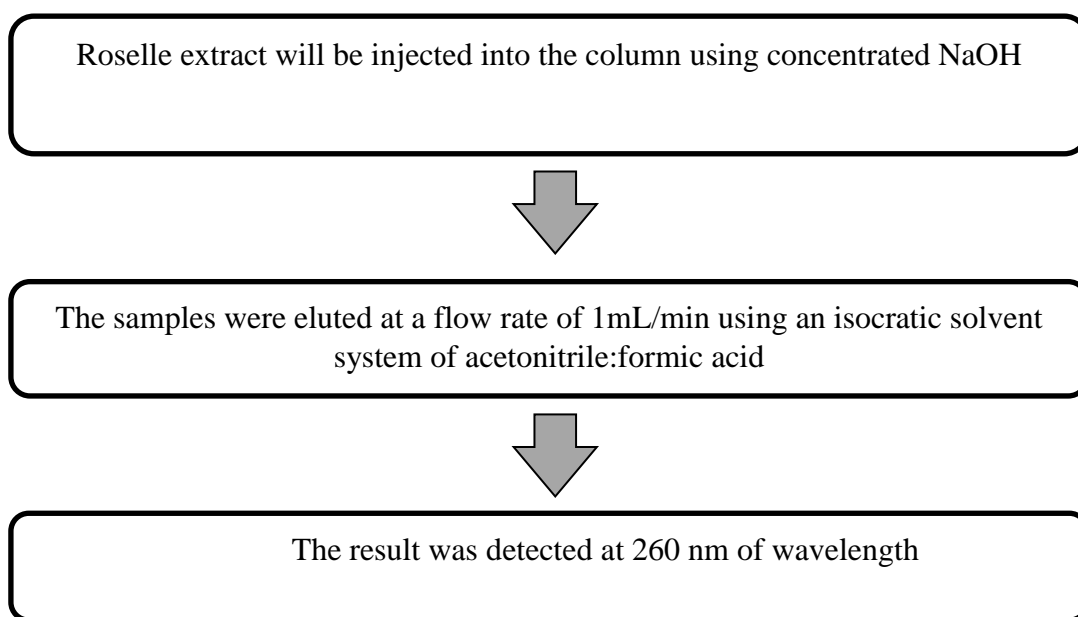 Roselle extract will be injected into the column using concentrated NaOH
The samples were eluted at a flow rate of 1mL/min using an isocratic solvent
system of acetonitrile:formic acid
The result was detected at 260 nm of wavelength